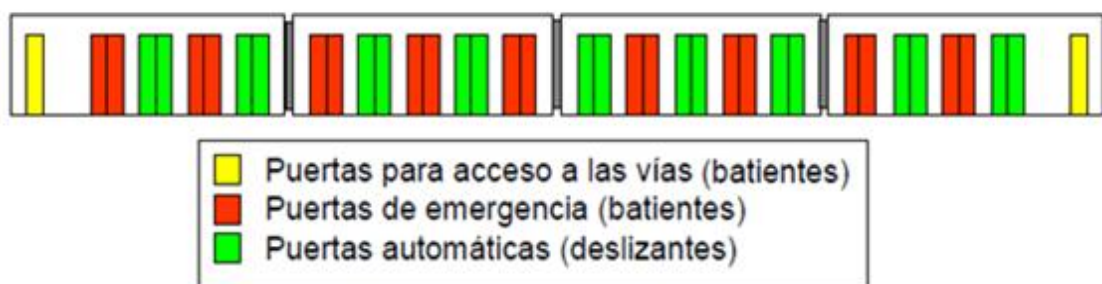 Puertas para acceso a las vías (batientes)
Puertas de emergencia (batientes)
Puertas automáticas (deslizantes)